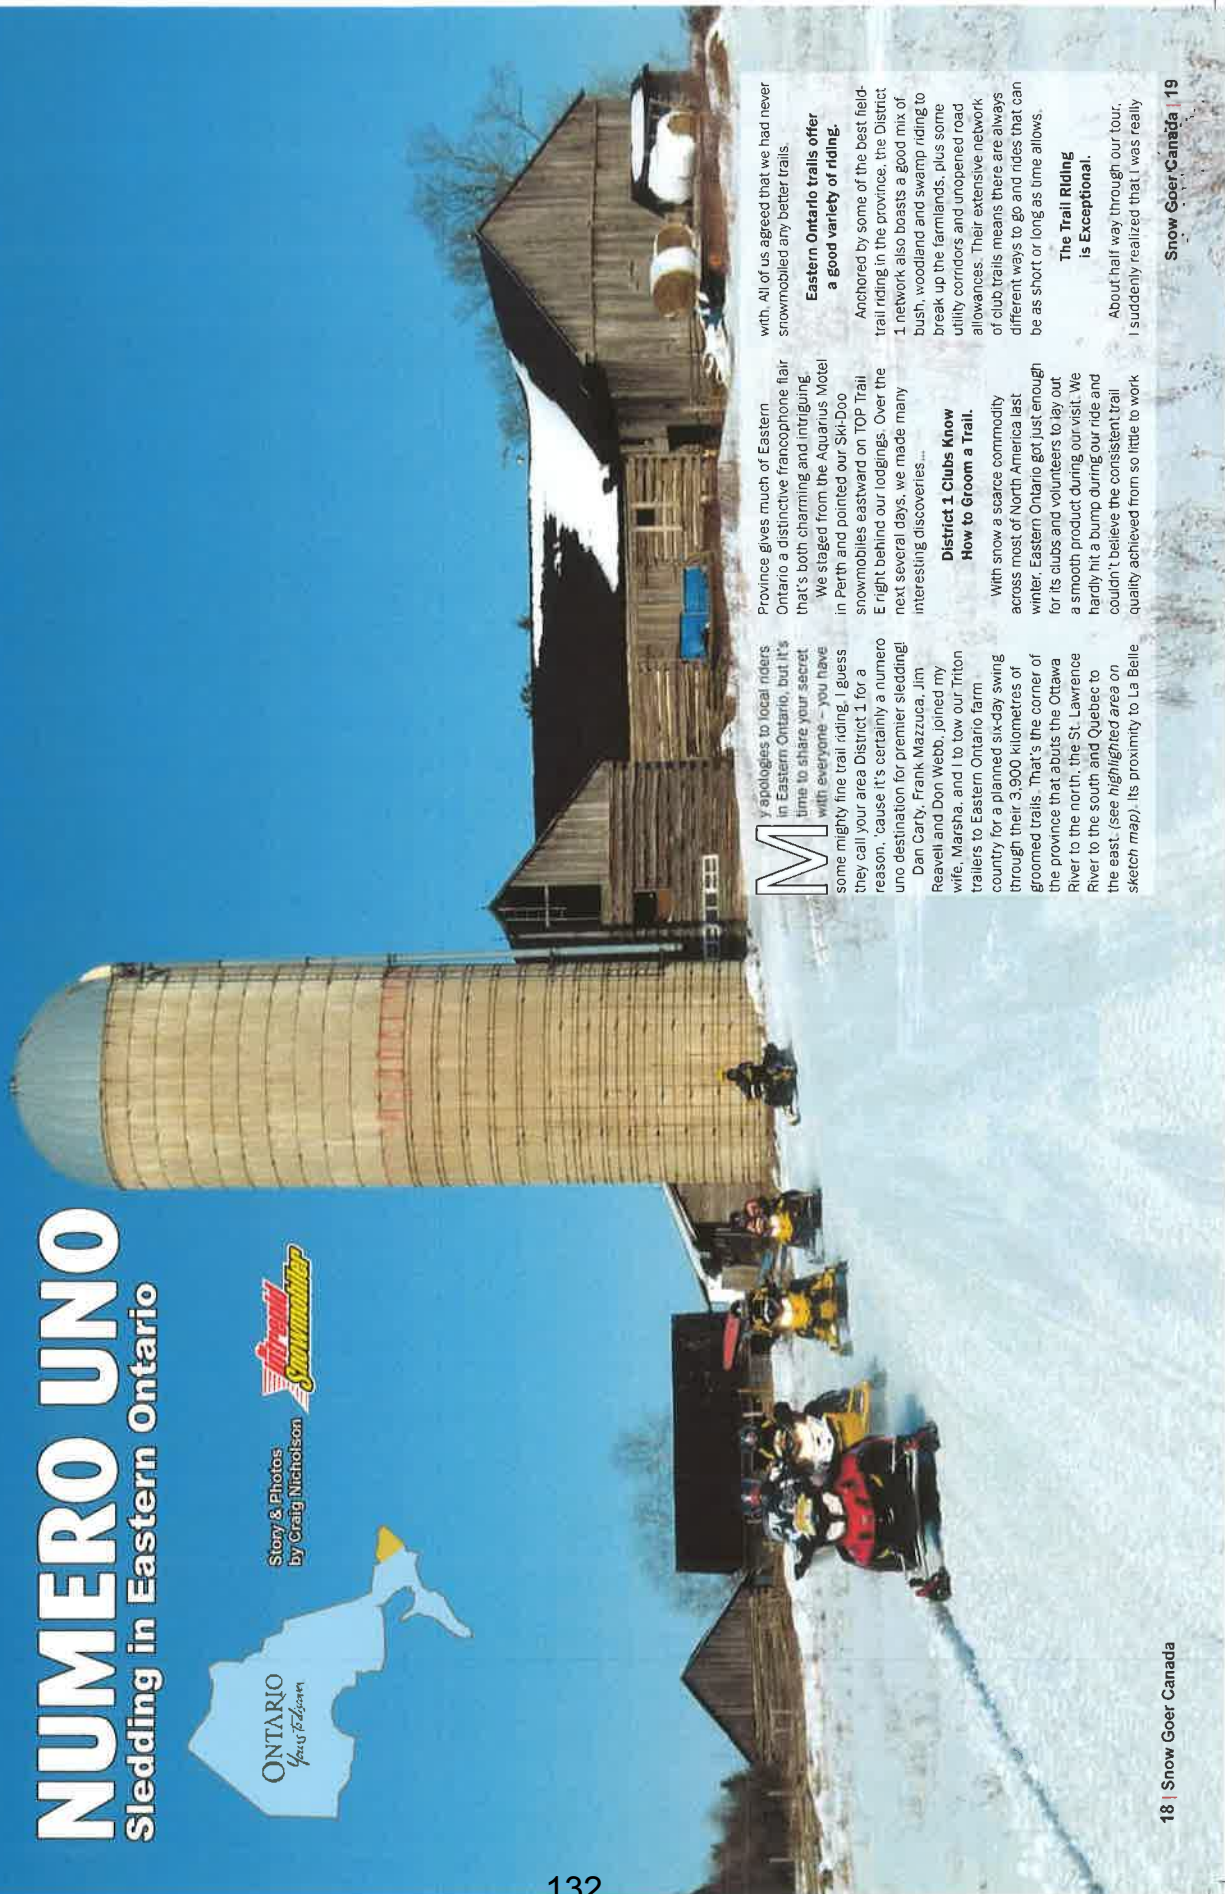 NUMERO UNO
Sledding in Eastern Ontario
Story & Photos
by Craig Nicholson
Intrepid
Snowmobiler
ONTARIO
Yours to discover
My apologies to local riders
in Eastern Ontario, but it's
time to share your secret
with everyone – you have
some mighty fine trail riding. I guess
they call your area District 1 for a
reason, 'cause it's certainly a numero
uno destination for premier sledding!
Dan Carty, Frank Mazzuca, Jim
Reavell and Don Webb, joined my
wife, Marsha, and I to tow our Triton
trailers to Eastern Ontario farm
country for a planned six-day swing
through their 3,900 kilometres of
groomed trails. That's the corner of
the province that abuts the Ottawa
River to the north, the St. Lawrence
River to the south and Quebec to
the east. (see highlighted area on
sketch map). Its proximity to La Belle
Province gives much of Eastern
Ontario a distinctive francophone flair
that's both charming and intriguing.
We staged from the Aquarius Motel
in Perth and pointed our Ski-Doo
snowmobiles eastward on TOP Trail
E right behind our lodgings. Over the
next several days, we made many
interesting discoveries...
District 1 Clubs Know
How to Groom a Trail.
With snow a scarce commodity
across most of North America last
winter, Eastern Ontario got just enough
for its clubs and volunteers to lay out
a smooth product during our visit. We
hardly hit a bump during our ride and
couldn't believe the consistent trail
quality achieved from so little to work
with. All of us agreed that we had never
snowmobiled any better trails.
Eastern Ontario trails offer
a good variety of riding.
Anchored by some of the best field-
trail riding in the province, the District
1 network also boasts a good mix of
bush, woodland and swamp riding to
break up the farmlands, plus some
utility corridors and unopened road
allowances. Their extensive network
of club trails means there are always
different ways to go and rides that can
be as short or long as time allows.
The Trail Riding
is Exceptional.
About half way through our tour,
I suddenly realized that I was really
18 | Snow Goer Canada
Snow Goer Canada | 19
132